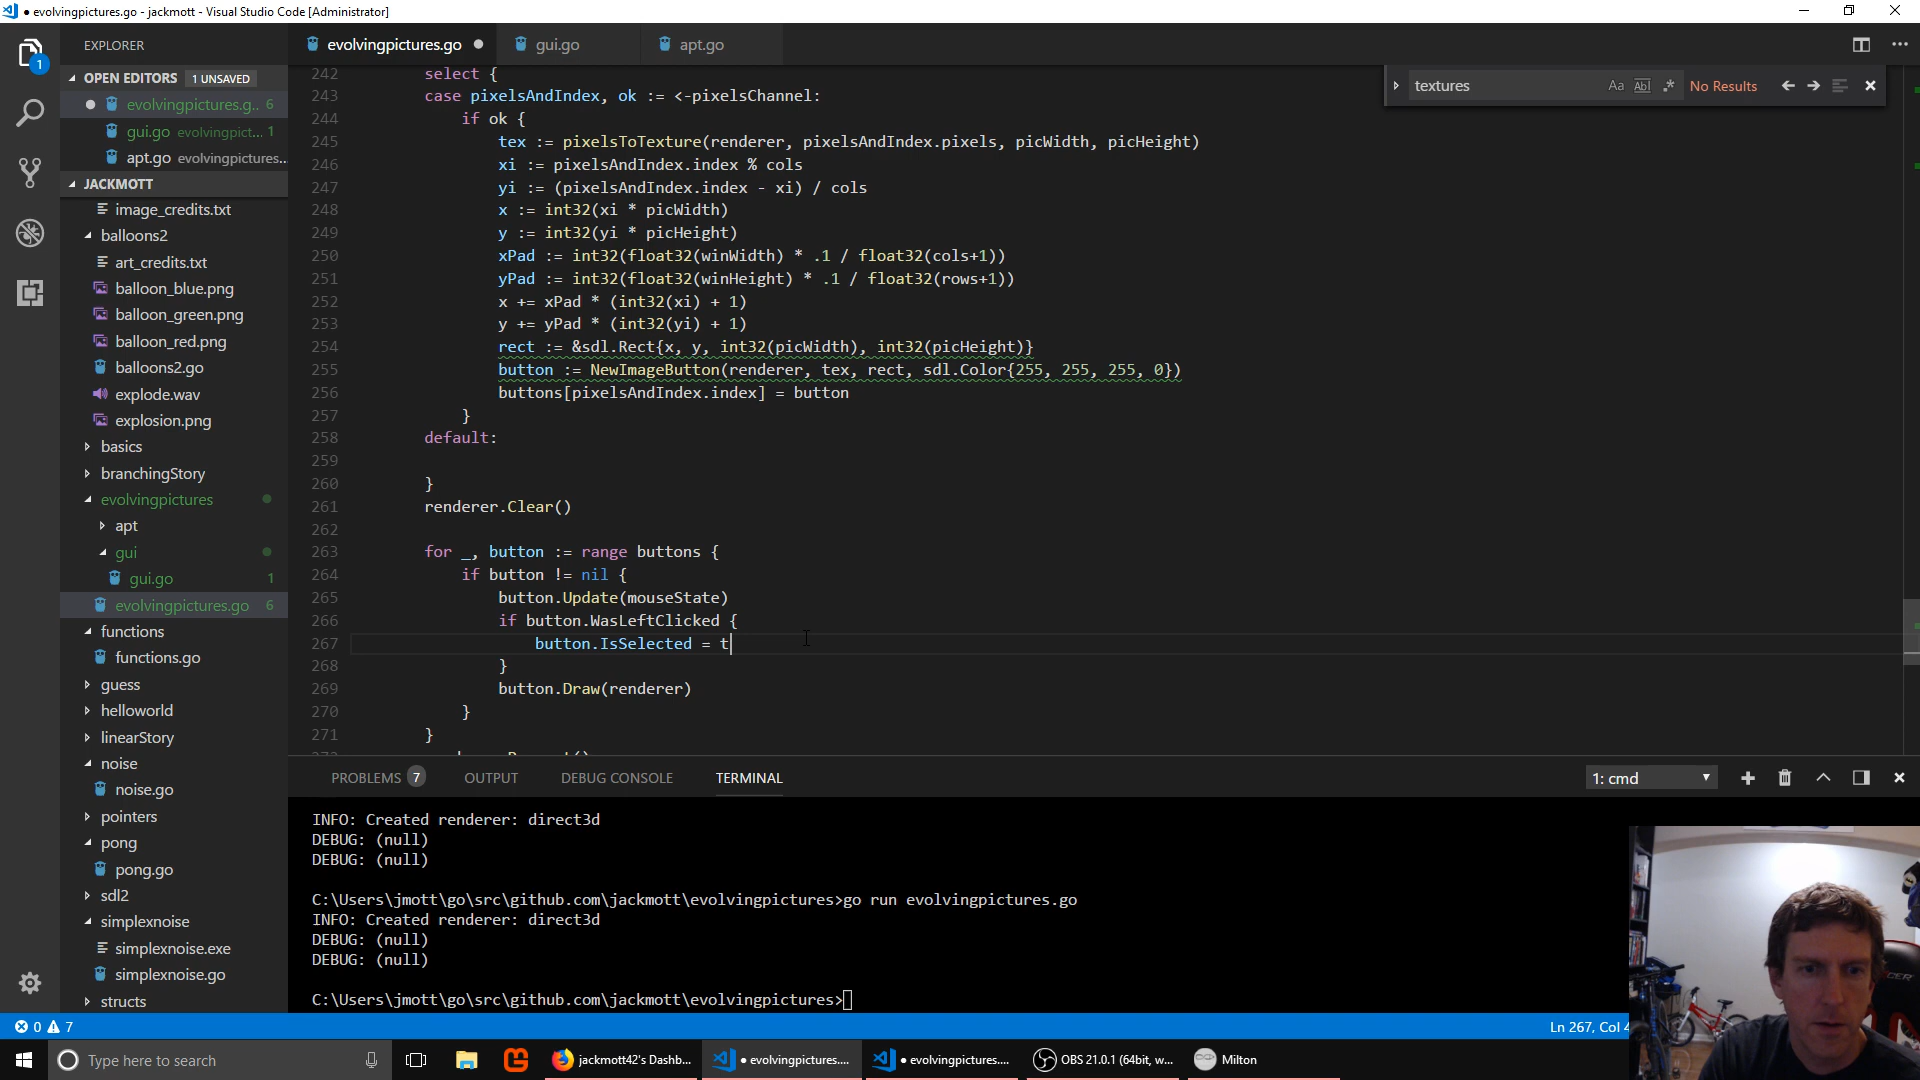 ● evolvingpictures.go - jackmott - Visual Studio Code [Administrator]
EXPLORER
evolvingpictures.go
gui.go
apt.go
OPEN EDITORS 1 UNSAVED
evolvingpictures.g.. 6
gui.go evolvingpict... 1
apt.go evolvingpictures...
JACKMOTT
image_credits.txt
balloons2
art_credits.txt
balloon_blue.png
balloon_green.png
balloon_red.png
balloons2.go
explode.wav
explosion.png
basics
branchingStory
evolvingpictures
apt
gui
gui.go 1
evolvingpictures.go 6
functions
functions.go
guess
helloworld
linearStory
noise
noise.go
pointers
pong
pong.go
sdl2
simplexnoise
simplexnoise.exe
simplexnoise.go
structs
1
textures
Aa Abl .* No Results
242 select {
243 case pixelsAndIndex, ok := <-pixelsChannel:
244 if ok {
245 tex := pixelsToTexture(renderer, pixelsAndIndex.pixels, picWidth, picHeight)
246 xi := pixelsAndIndex.index % cols
247 yi := (pixelsAndIndex.index - xi) / cols
248 x := int32(xi * picWidth)
249 y := int32(yi * picHeight)
250 xPad := int32(float32(winWidth) * .1 / float32(cols+1))
251 yPad := int32(float32(winHeight) * .1 / float32(rows+1))
252 x += xPad * (int32(xi) + 1)
253 y += yPad * (int32(yi) + 1)
254 rect := &sdl.Rect{x, y, int32(picWidth), int32(picHeight)}
255 button := NewImageButton(renderer, tex, rect, sdl.Color{255, 255, 255, 0})
256 buttons[pixelsAndIndex.index] = button
257 }
258 default:
259
260 }
261 renderer.Clear()
262
263 for _, button := range buttons {
264 if button != nil {
265 button.Update(mouseState)
266 if button.WasLeftClicked {
267 button.IsSelected = t
268 }
269 button.Draw(renderer)
270 }
271 }
PROBLEMS 7 OUTPUT DEBUG CONSOLE TERMINAL
1: cmd
INFO: Created renderer: direct3d
DEBUG: (null)
DEBUG: (null)
C:\Users\jmott\go\src\github.com\jackmott\evolvingpictures>go run evolvingpictures.go
INFO: Created renderer: direct3d
DEBUG: (null)
DEBUG: (null)
C:\Users\jmott\go\src\github.com\jackmott\evolvingpictures>
0 7
Ln 267, Col 4
Type here to search
jackmott42's Dashb...
● evolvingpictures....
● evolvingpictures....
OBS 21.0.1 (64bit, w...
Milton